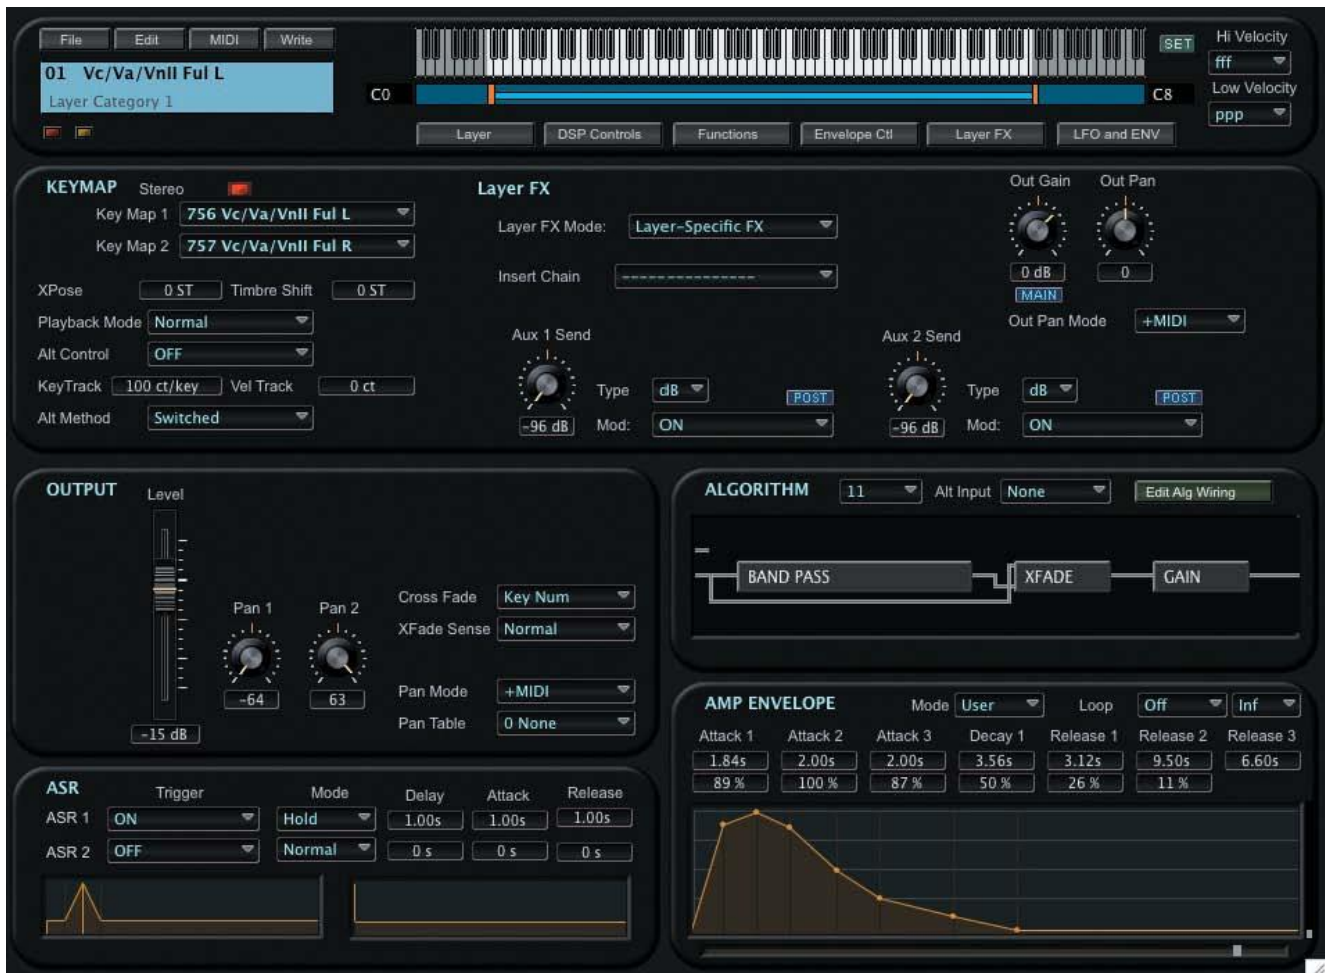 File Edit MIDI Write
SET
Hi Velocity
fff
01 Vc/Va/VnII Ful L
Layer Category 1
C0
C8
Low Velocity
ppp
Layer DSP Controls Functions Envelope Ctl Layer FX LFO and ENV
KEYMAP Stereo
Key Map 1 756 Vc/Va/VnII Ful L
Key Map 2 757 Vc/Va/VnII Ful R
XPose 0 ST Timbre Shift 0 ST
Playback Mode Normal
Alt Control OFF
KeyTrack 100 ct/key Vel Track 0 ct
Alt Method Switched
Layer FX
Layer FX Mode: Layer-Specific FX
Insert Chain ---------------
Out Gain Out Pan
0 dB 0
MAIN
Out Pan Mode +MIDI
Aux 1 Send
Type dB POST
-96 dB Mod: ON
Aux 2 Send
Type dB POST
-96 dB Mod: ON
OUTPUT
Level
-15 dB
Pan 1 Pan 2
-64 63
Cross Fade Key Num
XFade Sense Normal
Pan Mode +MIDI
Pan Table 0 None
ALGORITHM 11 Alt Input None Edit Alg Wiring
BAND PASS XFADE GAIN
ASR Trigger Mode Delay Attack Release
ASR 1 ON Hold 1.00s 1.00s 1.00s
ASR 2 OFF Normal 0 s 0 s 0 s
AMP ENVELOPE Mode User Loop Off Inf
Attack 1 Attack 2 Attack 3 Decay 1 Release 1 Release 2 Release 3
1.84s 2.00s 2.00s 3.56s 3.12s 9.50s 6.60s
89 % 100 % 87 % 50 % 26 % 11 %